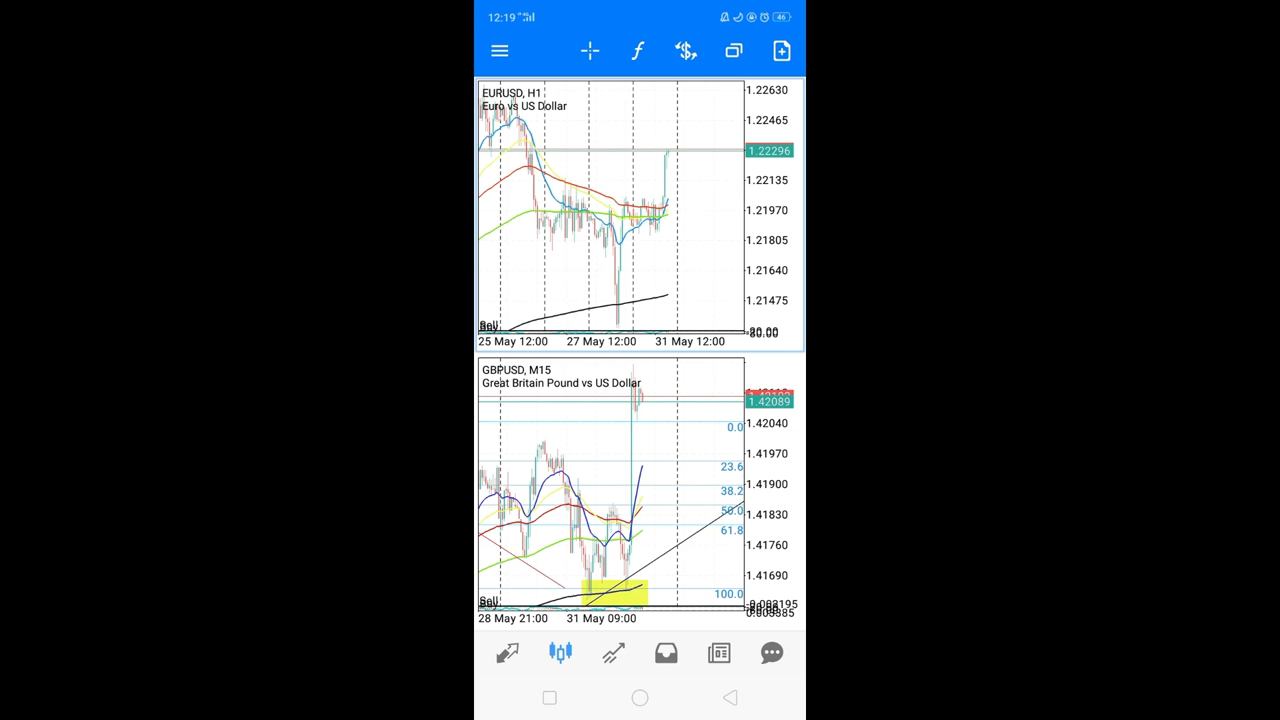 12:19
46
EURUSD, H1
Euro vs US Dollar
1.22630
1.22465
1.22296
1.22135
1.21970
1.21805
1.21640
1.21475
Sell
25 May 12:00 27 May 12:00 31 May 12:00
GBPUSD, M15
Great Britain Pound vs US Dollar
1.42089
1.42040
0.0
1.41970
23.6
1.41900
38.2
50.0
1.41830
61.8
1.41760
1.41690
100.0
Sell
28 May 21:00 31 May 09:00